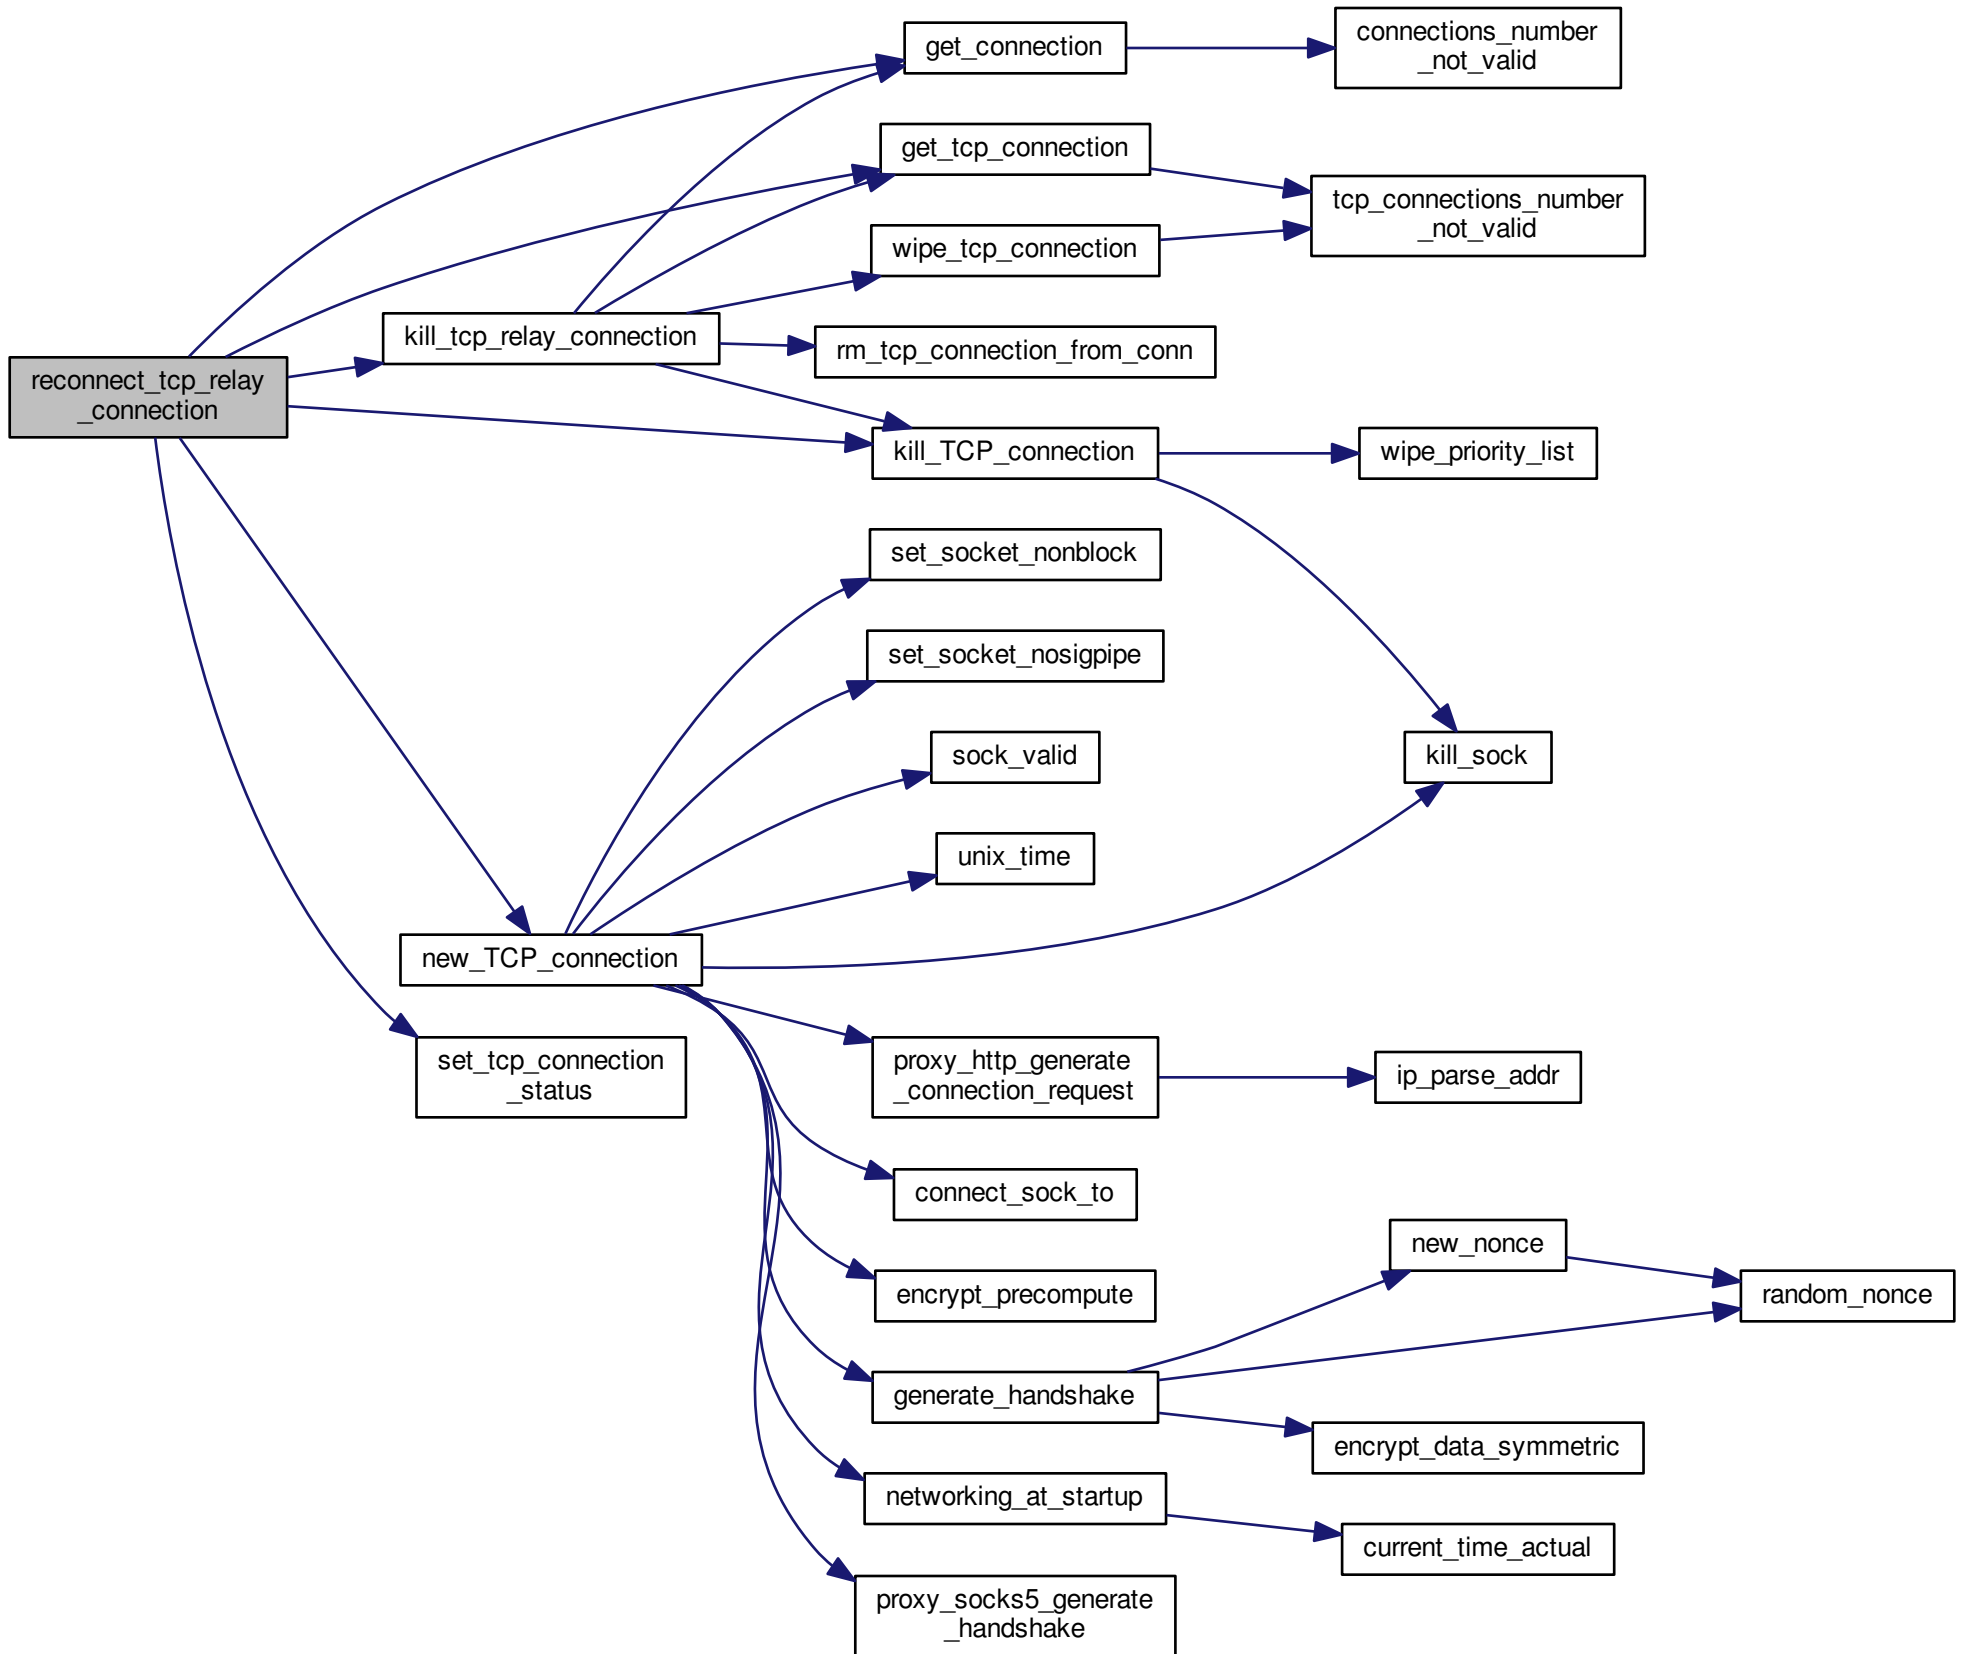 get_connection
connections_number
_not_valid
get_tcp_connection
tcp_connections_number
_not_valid
wipe_tcp_connection
kill_tcp_relay_connection
rm_tcp_connection_from_conn
reconnect_tcp_relay
_connection
kill_TCP_connection
wipe_priority_list
set_socket_nonblock
set_socket_nosigpipe
sock_valid
kill_sock
unix_time
new_TCP_connection
set_tcp_connection
_status
proxy_http_generate
_connection_request
ip_parse_addr
connect_sock_to
new_nonce
encrypt_precompute
random_nonce
generate_handshake
encrypt_data_symmetric
networking_at_startup
current_time_actual
proxy_socks5_generate
_handshake